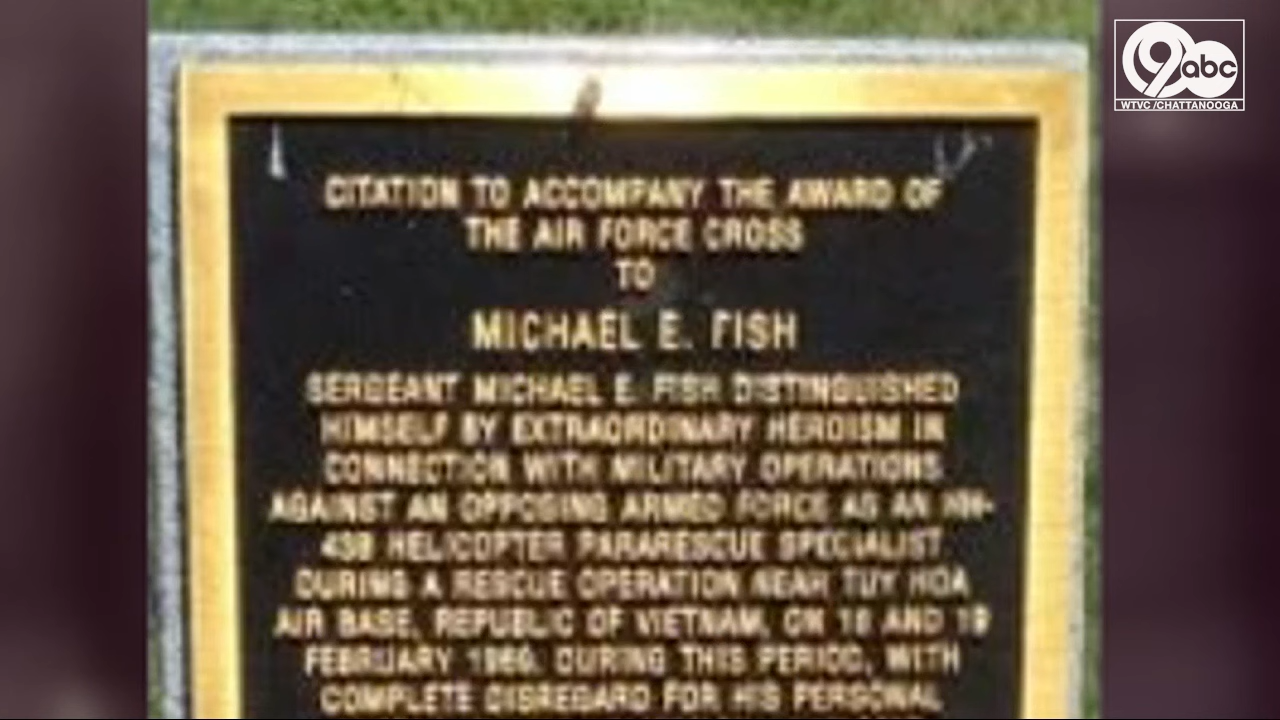 9abc
WTVC/CHATTANOOGA
CITATION TO ACCOMPANY THE AWARD OF
THE AIR FORCE CROSS
TO
MICHAEL E. FISH
SERGEANT MICHAEL E. FISH DISTINGUISHED
HIMSELF BY EXTRAORDINARY HEROISM IN
CONNECTION WITH MILITARY OPERATIONS
AGAINST AN OPPOSING ARMED FORCE AS AN HH-
HELICOPTER PARARESCUE SPECIALIST
DURING A RESCUE OPERATION NEAR TUY HOA
AIR BASE, REPUBLIC OF VIETNAM, ON 18 AND 19
FEBRUARY DURING THIS PERIOD, WITH
COMPLETE DISREGARD FOR HIS PERSONAL